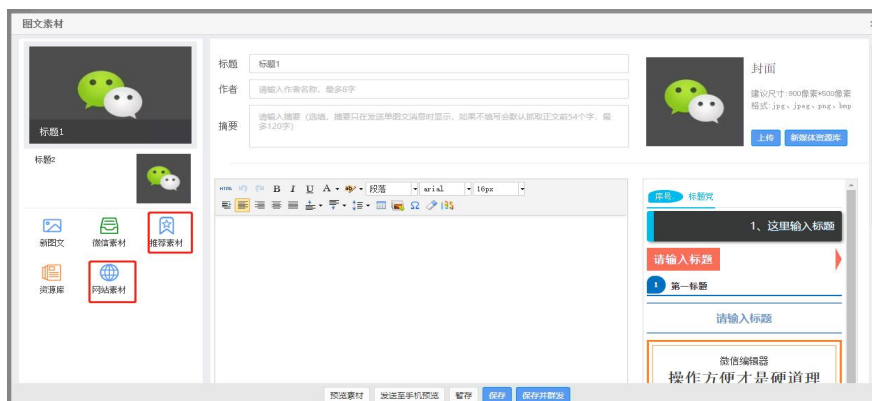 图文素材
标题1
标题2
新图文 微信素材 推荐素材
资源库 网站素材
标题 标题1
作者 请输入作者名称，最多8字
摘要 请输入摘要（选填，摘要只在发送单图文消息时显示，如果不填写会默认抓取正文前54个字，最多120字）
封面
建议尺寸:900像素*500像素
格式:jpg、jpeg、png、bmp
上传 新媒体资源库
HTML B I U A 段落 arial 16px
135
序号 标题党
1、这里输入标题
请输入标题
1 第一标题
请输入标题
微信编辑器
操作方便才是硬道理
预览素材 发送至手机预览 暂存 保存 保存并群发